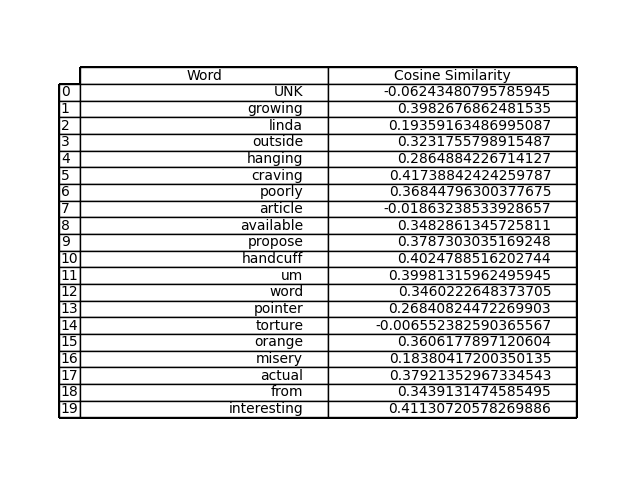 Word Cosine Similarity
0 UNK -0.06243480795785945
1 growing 0.3982676862481535
2 linda 0.19359163486995087
3 outside 0.3231755798915487
4 hanging 0.2864884226714127
5 craving 0.41738842424259787
6 poorly 0.36844796300377675
7 article -0.01863238533928657
8 available 0.3482861345725811
9 propose 0.3787303035169248
10 handcuff 0.4024788516202744
11 um 0.39981315962495945
12 word 0.3460222648373705
13 pointer 0.26840824472269903
14 torture -0.006552382590365567
15 orange 0.3606177897120604
16 misery 0.18380417200350135
17 actual 0.37921352967334543
18 from 0.3439131474585495
19 interesting 0.41130720578269886